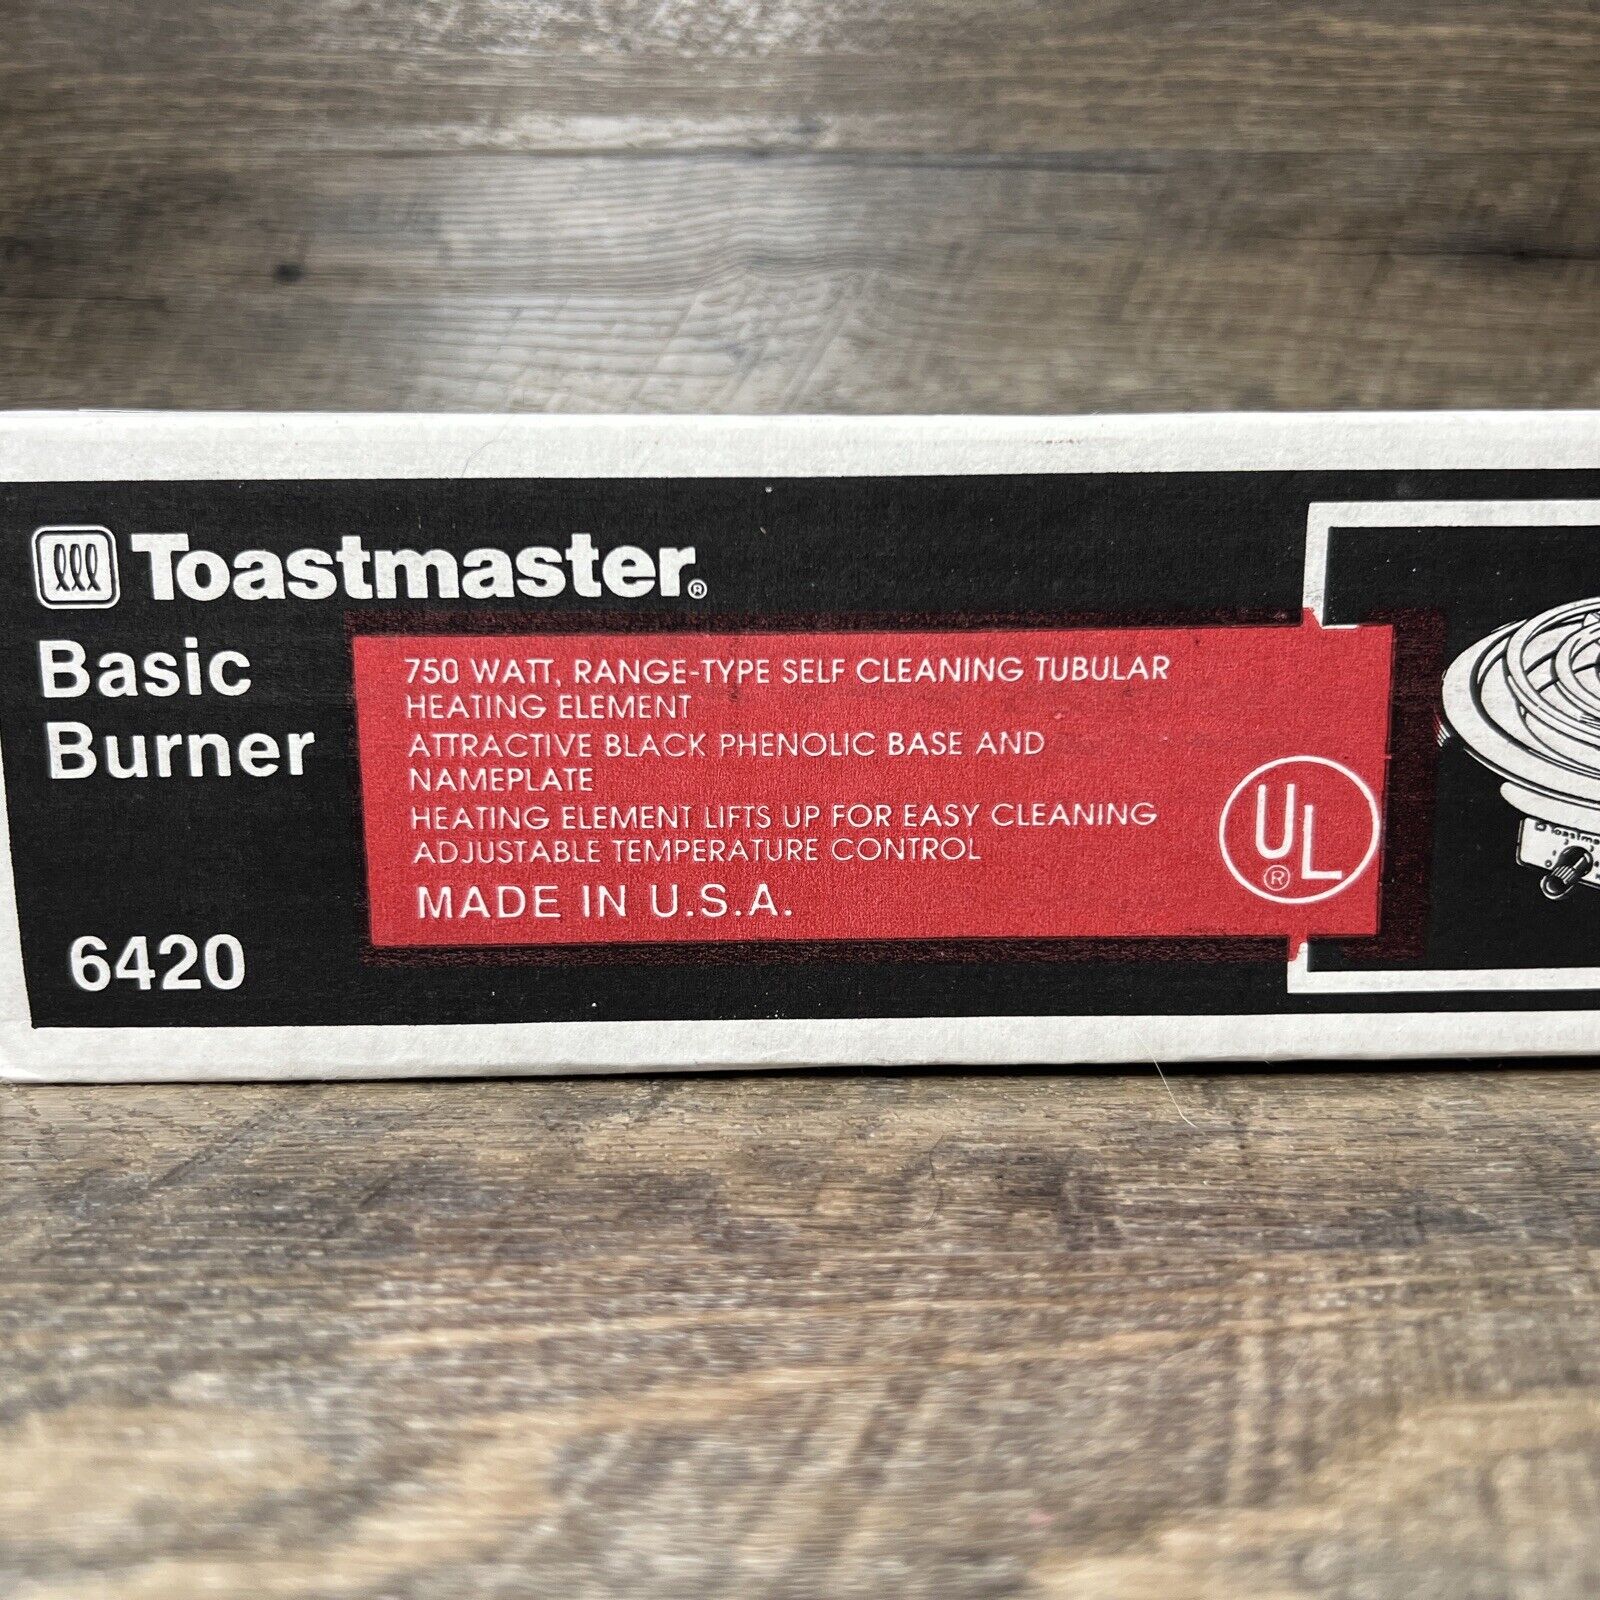 Toastmaster®
Basic
Burner
6420
750 WATT, RANGE-TYPE SELF CLEANING TUBULAR
HEATING ELEMENT
ATTRACTIVE BLACK PHENOLIC BASE AND
NAMEPLATE
HEATING ELEMENT LIFTS UP FOR EASY CLEANING
ADJUSTABLE TEMPERATURE CONTROL
MADE IN U.S.A.
UL®